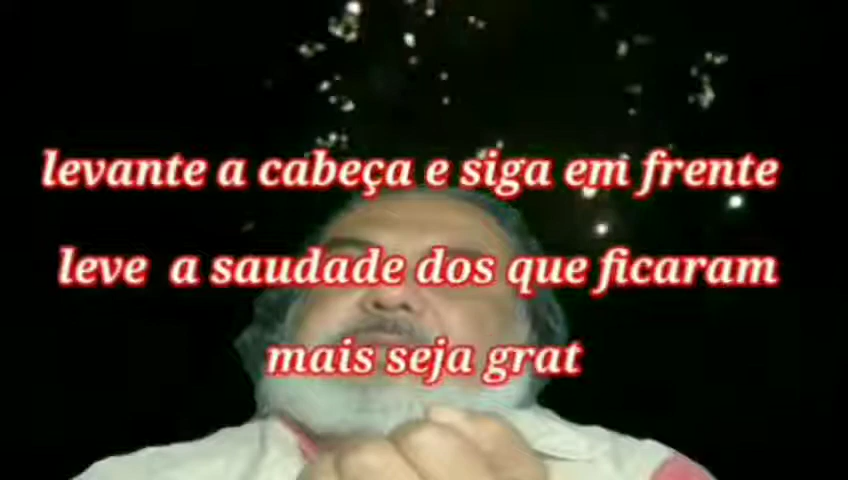 levante a cabeça e siga em frente
leve a saudade dos que ficaram
mais seja grat